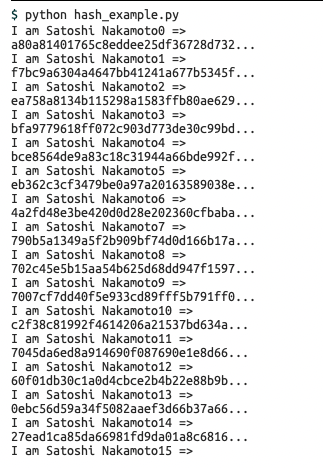 $ python hash_example.py
I am Satoshi Nakamoto0 =>
a80a81401765c8eddee25df36728d732...
I am Satoshi Nakamoto1 =>
f7bc9a6304a4647bb41241a677b5345f...
I am Satoshi Nakamoto2 =>
ea758a8134b115298a1583ffb80ae629...
I am Satoshi Nakamoto3 =>
bfa9779618ff072c903d773de30c99bd...
I am Satoshi Nakamoto4 =>
bce8564de9a83c18c31944a66bde992f...
I am Satoshi Nakamoto5 =>
eb362c3cf3479be0a97a20163589038e...
I am Satoshi Nakamoto6 =>
4a2fd48e3be420d0d28e202360cfbaba...
I am Satoshi Nakamoto7 =>
790b5a1349a5f2b909bf74d0d166b17a...
I am Satoshi Nakamoto8 =>
702c45e5b15aa54b625d68dd947f1597...
I am Satoshi Nakamoto9 =>
7007cf7dd40f5e933cd89fff5b791ff0...
I am Satoshi Nakamoto10 =>
c2f38c81992f4614206a21537bd634a...
I am Satoshi Nakamoto11 =>
7045da6ed8a914690f087690e1e8d66...
I am Satoshi Nakamoto12 =>
60f01db30c1a0d4cbce2b4b22e88b9b...
I am Satoshi Nakamoto13 =>
0ebc56d59a34f5082aaef3d66b37a66...
I am Satoshi Nakamoto14 =>
27ead1ca85da66981fd9da01a8c6816...
I am Satoshi Nakamoto15 =>